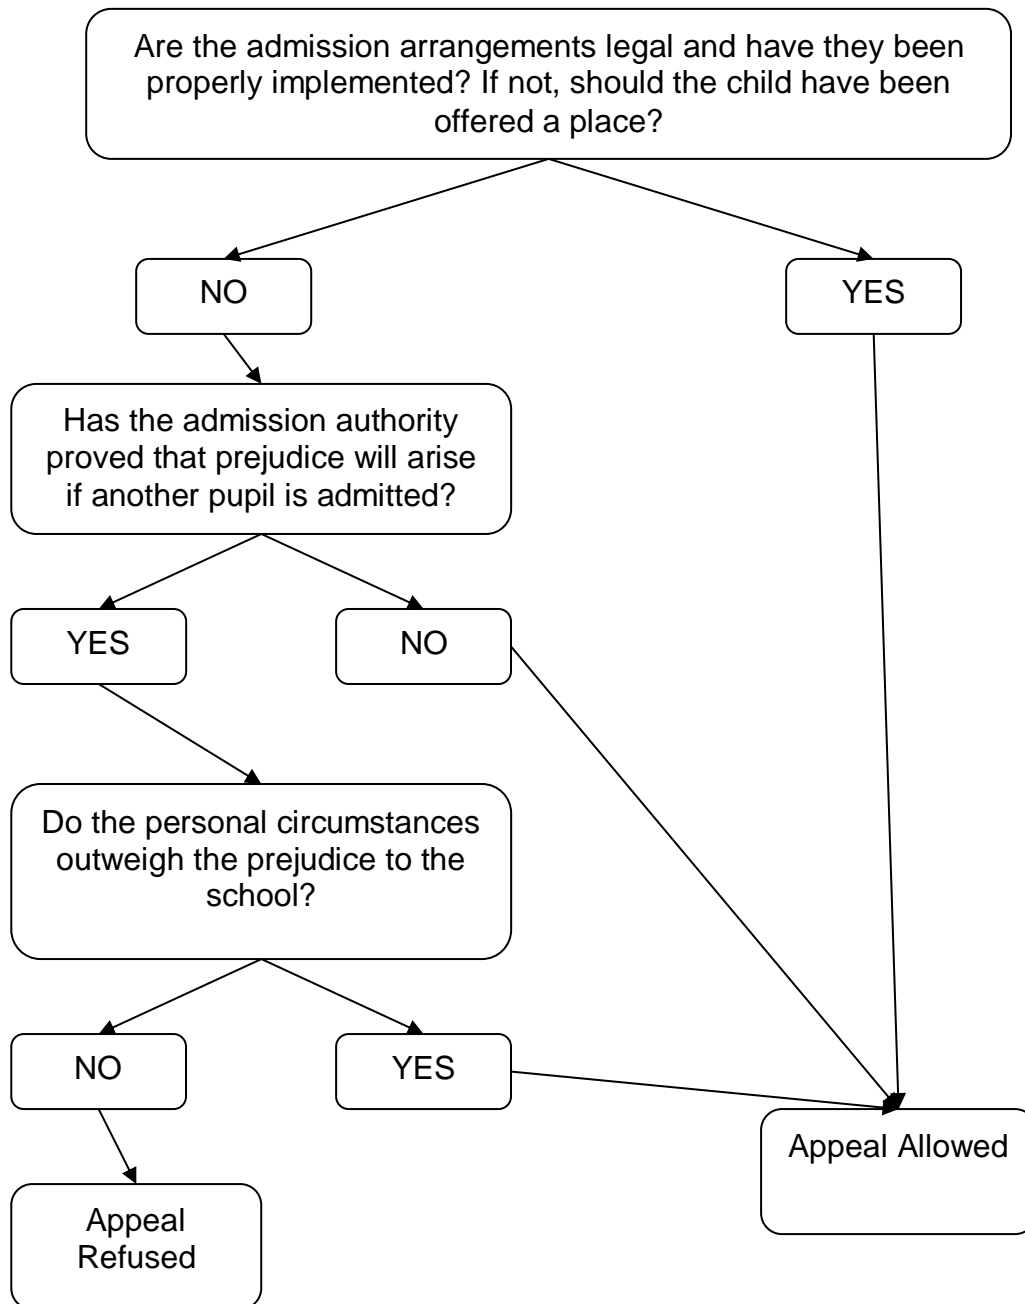 Are the admission arrangements legal and have they been
properly implemented? If not, should the child have been
offered a place?
NO
YES
Has the admission authority
proved that prejudice will arise
if another pupil is admitted?
YES
NO
Do the personal circumstances
outweigh the prejudice to the
school?
NO
YES
Appeal Allowed
Appeal
Refused